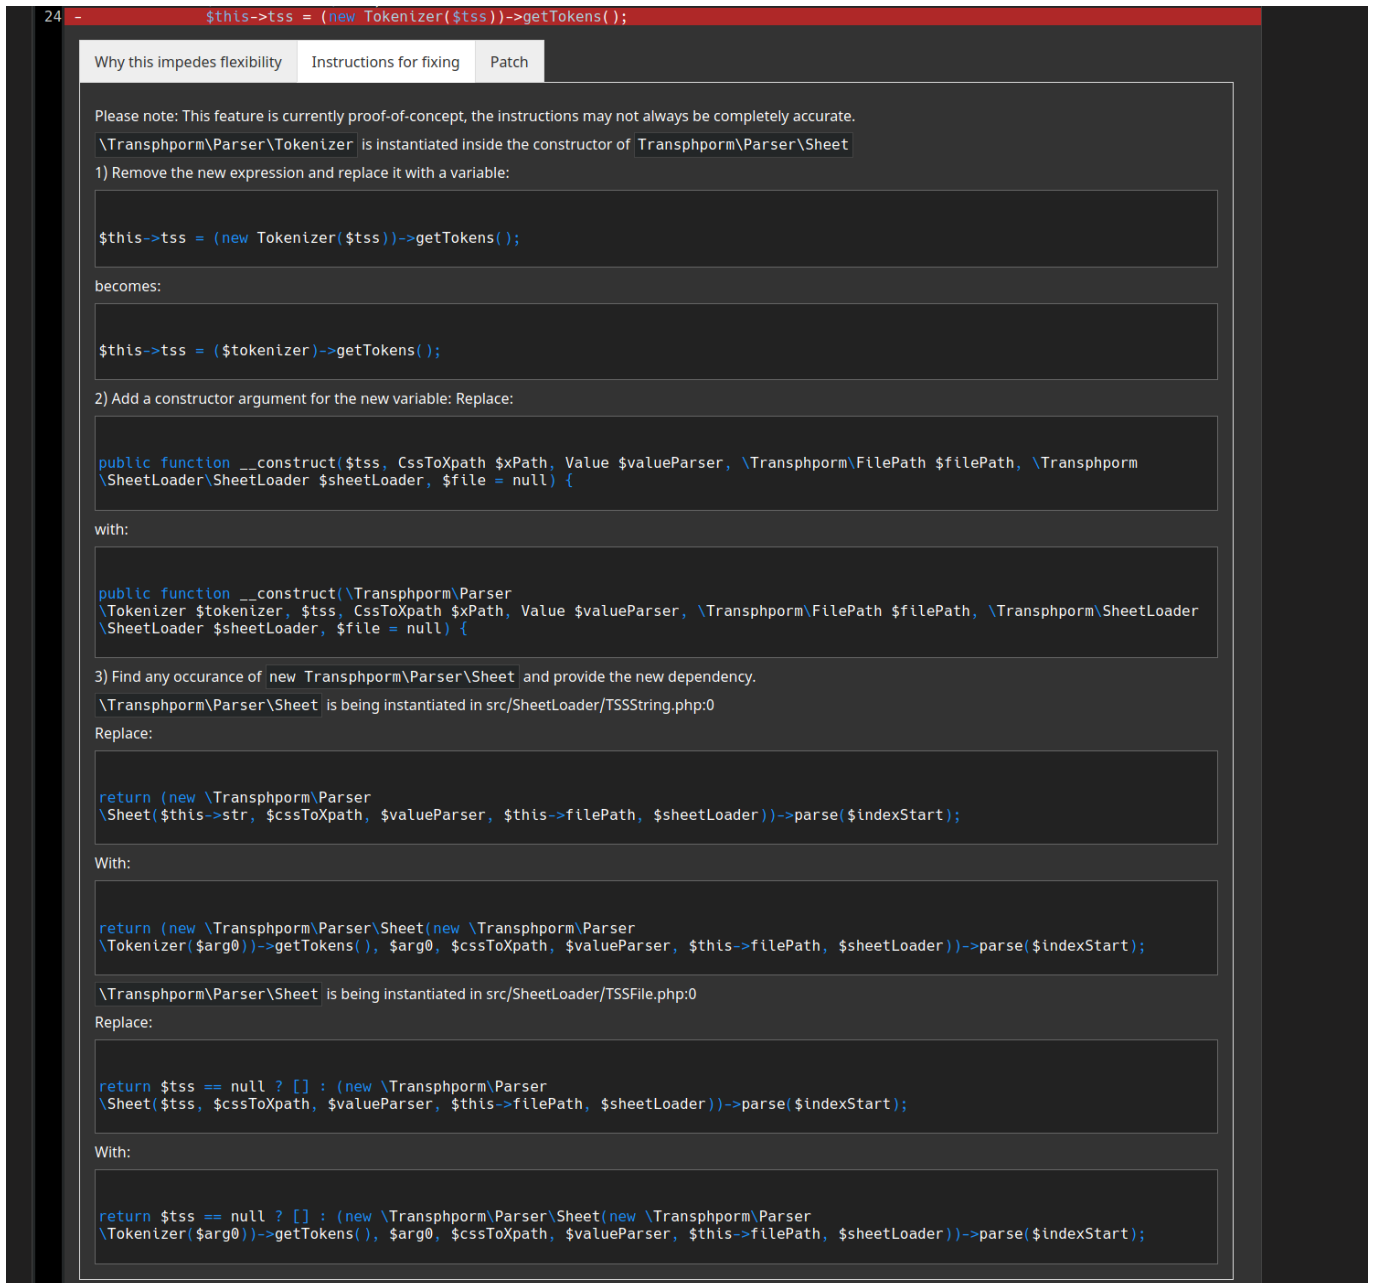 24 -    $this->tss = (new Tokenizer($tss))->getTokens();
Why this impedes flexibility    Instructions for fixing    Patch
Please note: This feature is currently proof-of-concept, the instructions may not always be completely accurate.
\Transphporm\Parser\Tokenizer is instantiated inside the constructor of Transphporm\Parser\Sheet
1) Remove the new expression and replace it with a variable:
$this->tss = (new Tokenizer($tss))->getTokens();
becomes:
$this->tss = ($tokenizer)->getTokens();
2) Add a constructor argument for the new variable: Replace:
public function __construct($tss, CssToXpath $xPath, Value $valueParser, \Transphporm\FilePath $filePath, \Transphporm
\SheetLoader\SheetLoader $sheetLoader, $file = null) {
with:
public function __construct(\Transphporm\Parser
\Tokenizer $tokenizer, $tss, CssToXpath $xPath, Value $valueParser, \Transphporm\FilePath $filePath, \Transphporm\SheetLoader
\SheetLoader $sheetLoader, $file = null) {
3) Find any occurance of new Transphporm\Parser\Sheet and provide the new dependency.
\Transphporm\Parser\Sheet is being instantiated in src/SheetLoader/TSSString.php:0
Replace:
return (new \Transphporm\Parser
\Sheet($this->str, $cssToXpath, $valueParser, $this->filePath, $sheetLoader))->parse($indexStart);
With:
return (new \Transphporm\Parser\Sheet(new \Transphporm\Parser
\Tokenizer($arg0))->getTokens(), $arg0, $cssToXpath, $valueParser, $this->filePath, $sheetLoader))->parse($indexStart);
\Transphporm\Parser\Sheet is being instantiated in src/SheetLoader/TSSFile.php:0
Replace:
return $tss == null ? [] : (new \Transphporm\Parser
\Sheet($tss, $cssToXpath, $valueParser, $this->filePath, $sheetLoader))->parse($indexStart);
With:
return $tss == null ? [] : (new \Transphporm\Parser\Sheet(new \Transphporm\Parser
\Tokenizer($arg0))->getTokens(), $arg0, $cssToXpath, $valueParser, $this->filePath, $sheetLoader))->parse($indexStart);